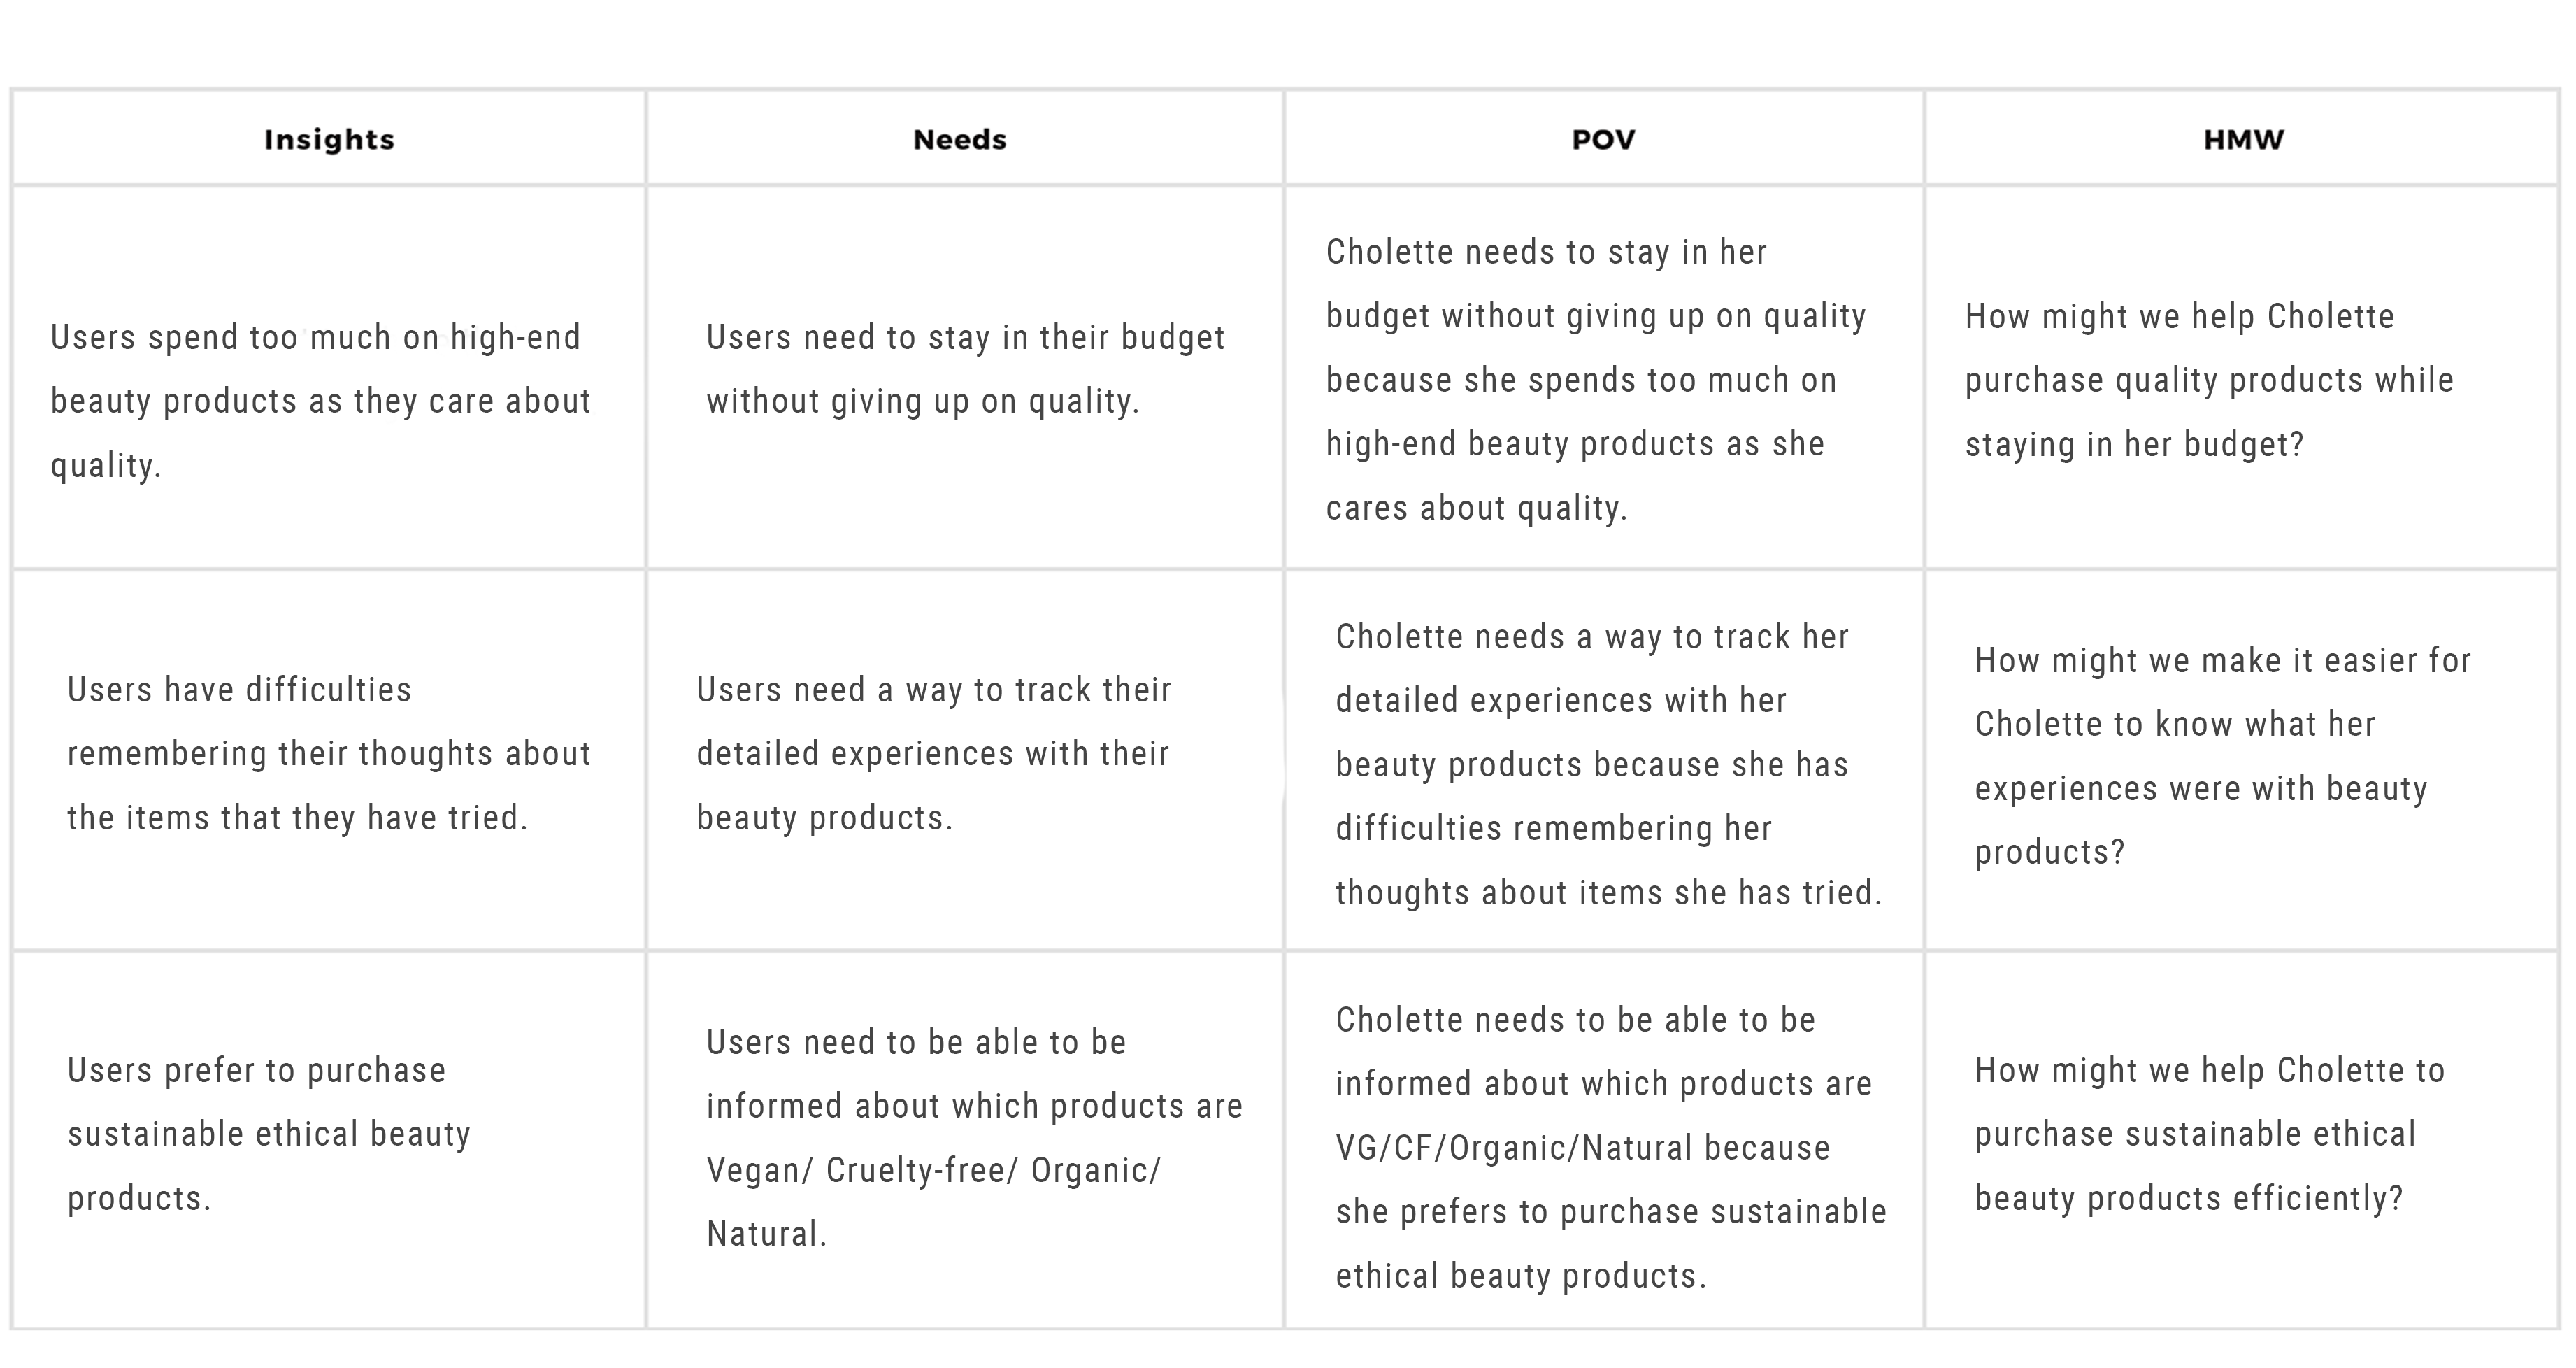 Insights
Needs
POV
HMW
Users spend too much on high-end
beauty products as they care about
quality.
Users need to stay in their budget
without giving up on quality.
Cholette needs to stay in her
budget without giving up on quality
because she spends too much on
high-end beauty products as she
cares about quality.
How might we help Cholette
purchase quality products while
staying in her budget?
Users have difficulties
remembering their thoughts about
the items that they have tried.
Users need a way to track their
detailed experiences with their
beauty products.
Cholette needs a way to track her
detailed experiences with her
beauty products because she has
difficulties remembering her
thoughts about items she has tried.
How might we make it easier for
Cholette to know what her
experiences were with beauty
products?
Users prefer to purchase
sustainable ethical beauty
products.
Users need to be able to be
informed about which products are
Vegan/ Cruelty-free/ Organic/
Natural.
Cholette needs to be able to be
informed about which products are
VG/CF/Organic/Natural because
she prefers to purchase sustainable
ethical beauty products.
How might we help Cholette to
purchase sustainable ethical
beauty products efficiently?